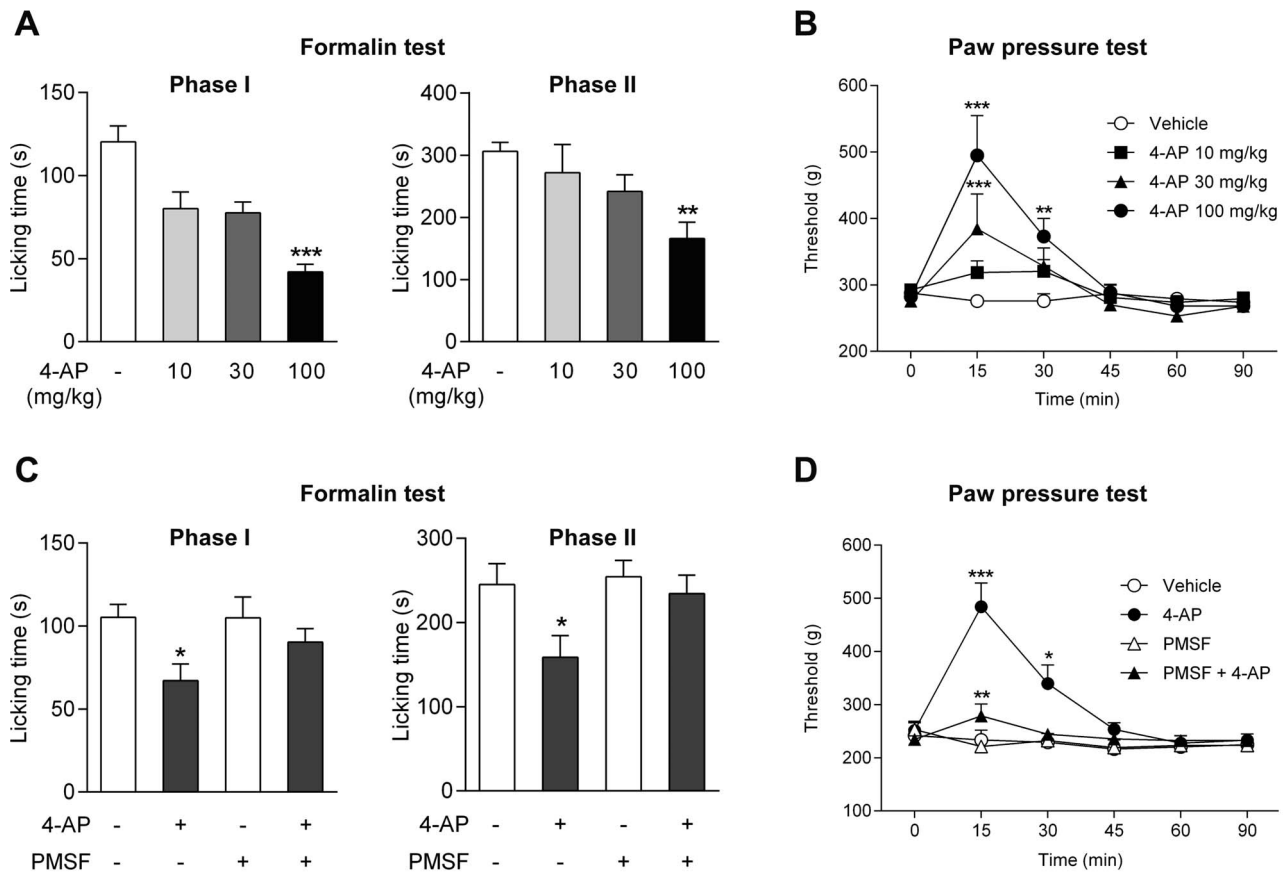 A
Formalin test
Phase I
Licking time (s)
150
100
50
0
***
4-AP
(mg/kg)
- 10 30 100
Phase II
Licking time (s)
400
300
200
100
0
**
4-AP
(mg/kg)
- 10 30 100
B
Paw pressure test
Threshold (g)
600
500
400
300
200
***
***
**
Vehicle
4-AP 10 mg/kg
4-AP 30 mg/kg
4-AP 100 mg/kg
0 15 30 45 60 90
Time (min)
C
Formalin test
Phase I
Licking time (s)
150
100
50
0
*
4-AP - + - +
PMSF - - + +
Phase II
Licking time (s)
300
200
100
0
*
4-AP - + - +
PMSF - - + +
D
Paw pressure test
Threshold (g)
600
500
400
300
200
100
***
*
**
Vehicle
4-AP
PMSF
PMSF + 4-AP
0 15 30 45 60 90
Time (min)